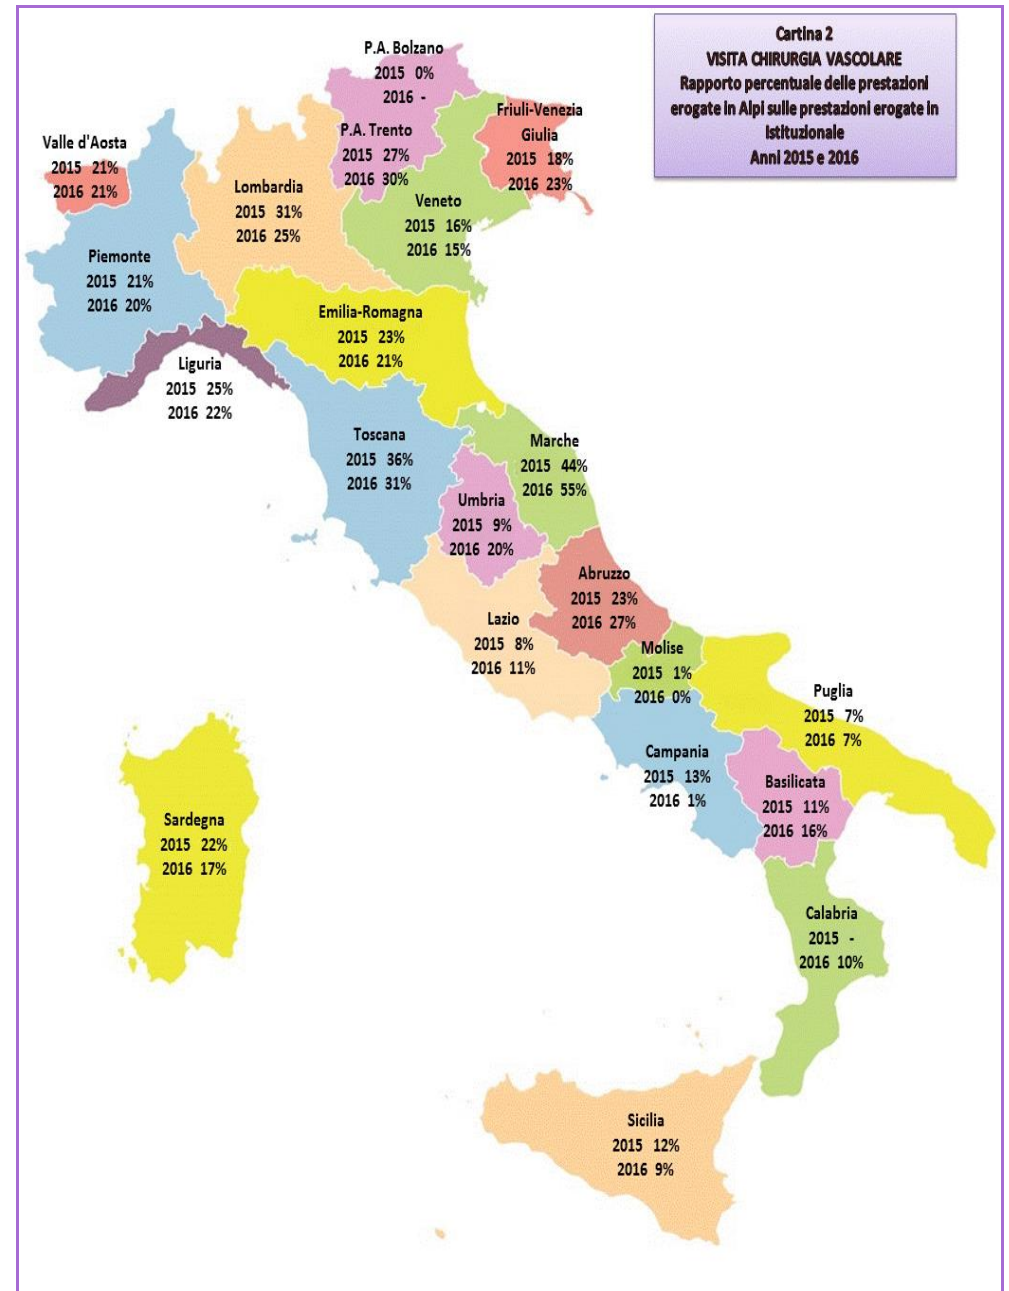 Cartina 2
VISITA CHIRURGIA VASCOLARE
Rapporto percentuale delle prestazioni
erogate in Alpi sulle prestazioni erogate in
Istituzionale
Anni 2015 e 2016
P.A. Bolzano
2015 0%
2016 -
P.A. Trento
2015 27%
2016 30%
Friuli-Venezia
Giulia
2015 18%
2016 23%
Valle d'Aosta
2015 21%
2016 21%
Lombardia
2015 31%
2016 25%
Veneto
2015 16%
2016 15%
Piemonte
2015 21%
2016 20%
Emilia-Romagna
2015 23%
2016 21%
Liguria
2015 25%
2016 22%
Toscana
2015 36%
2016 31%
Marche
2015 44%
2016 55%
Umbria
2015 9%
2016 20%
Abruzzo
2015 23%
2016 27%
Lazio
2015 8%
2016 11%
Molise
2015 1%
2016 0%
Puglia
2015 7%
2016 7%
Campania
2015 13%
2016 1%
Basilicata
2015 11%
2016 16%
Sardegna
2015 22%
2016 17%
Calabria
2015 -
2016 10%
Sicilia
2015 12%
2016 9%